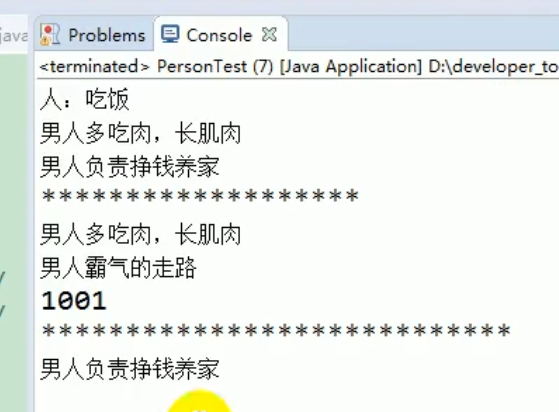 java
Problems
Console
<terminated> PersonTest (7) [Java Application] D:\developer_to
人：吃饭
男人多吃肉，长肌肉
男人负责挣钱养家
*******************
男人多吃肉，长肌肉
男人霸气的走路
1001
****************************
男人负责挣钱养家